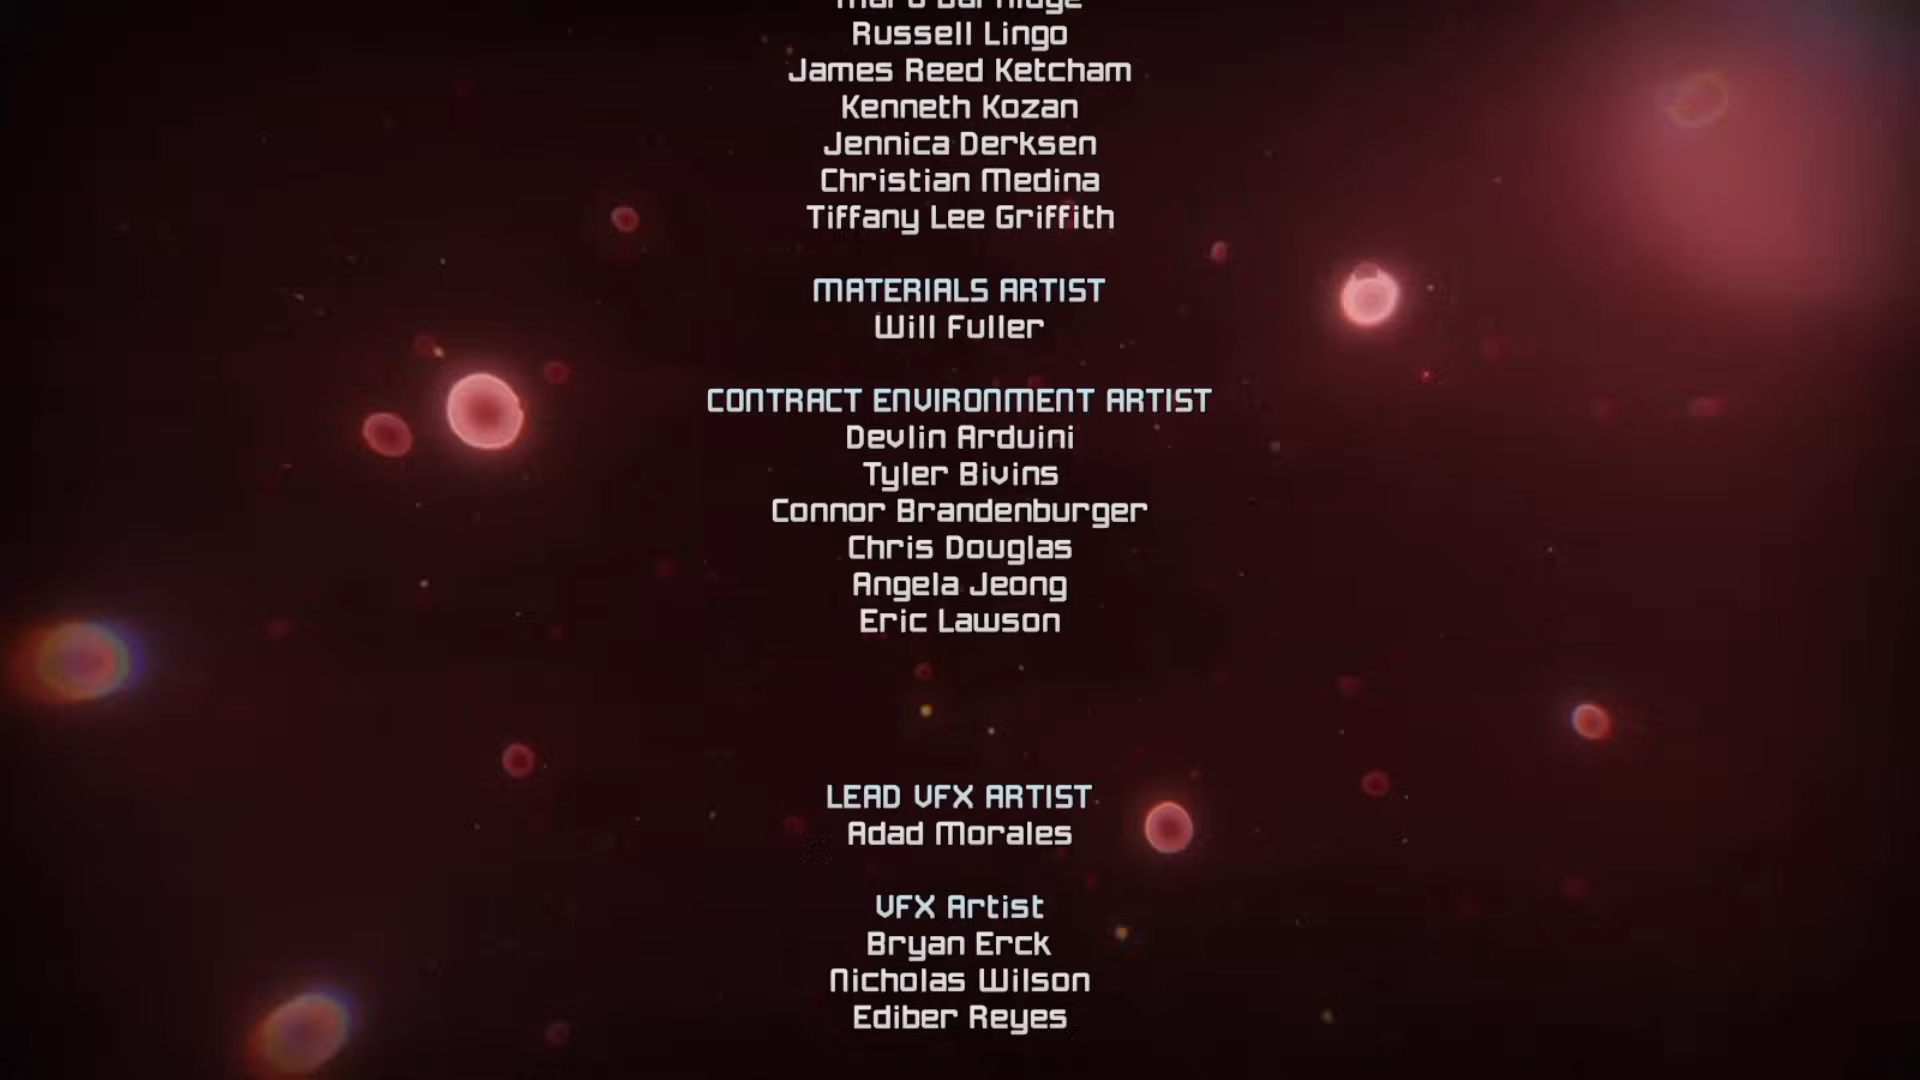 Russell Lingo
James Reed Ketcham
Kenneth Kozan
Jennica Derksen
Christian Medina
Tiffany Lee Griffith
MATERIALS ARTIST
Will Fuller
CONTRACT ENVIRONMENT ARTIST
Devlin Arduini
Tyler Bivins
Connor Brandenburger
Chris Douglas
Angela Jeong
Eric Lawson
LEAD VFX ARTIST
Adad Morales
VFX Artist
Bryan Erck
Nicholas Wilson
Ediber Reyes